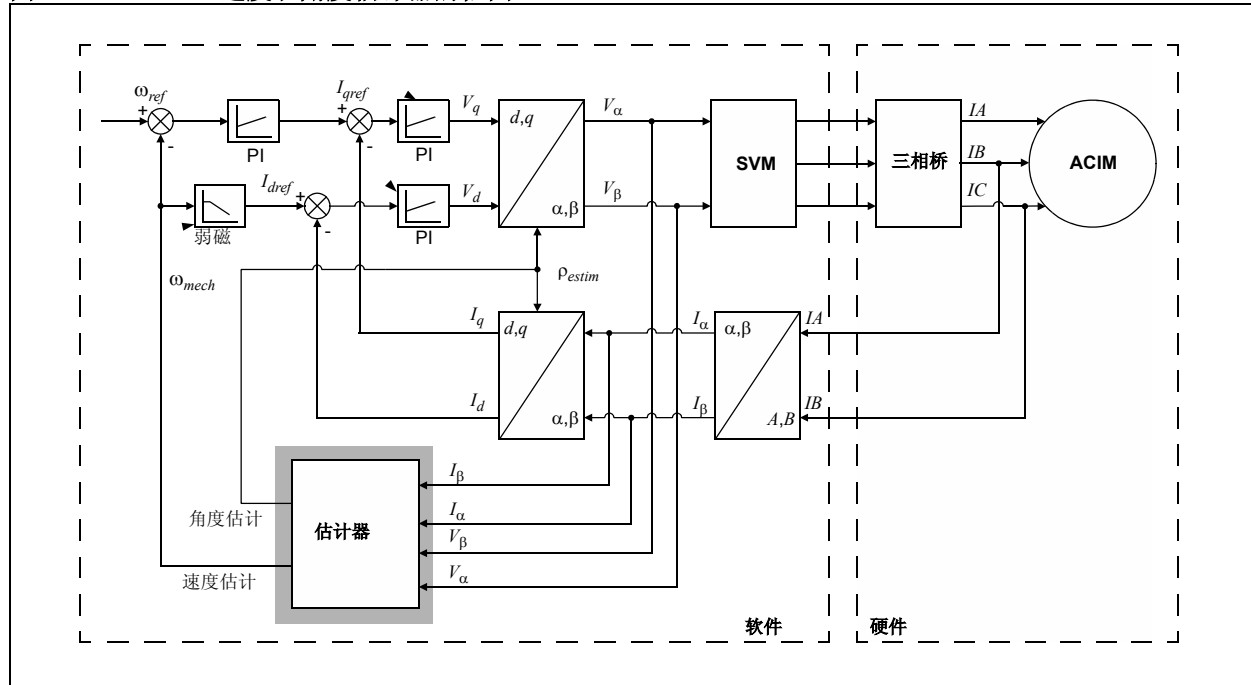 ωref
+
-
PI
Iqref
+
-
PI
Vq
d,q
α,β
Vα
Vβ
SVM
三相桥
IA
IB
IC
ACIM
Idref
+
-
PI
Vd
弱磁
ωmech
ρestim
Iq
Id
d,q
α,β
Iα
Iβ
α,β
A,B
IA
IB
估计器
Iβ
Iα
Vβ
Vα
角度估计
速度估计
软件
硬件